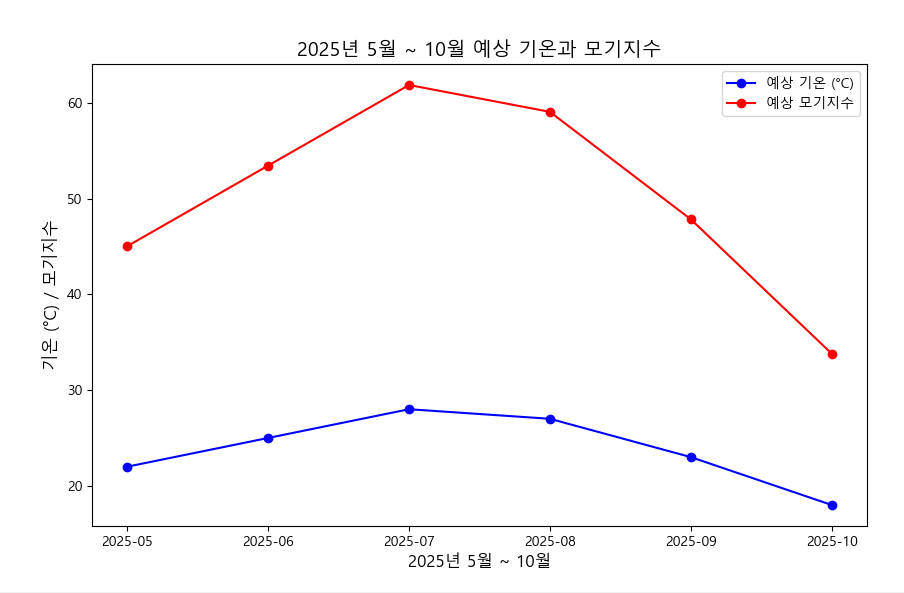 2025년 5월 ~ 10월 예상 기온과 모기지수
예상 기온 (°C)
예상 모기지수
기온 (°C) / 모기지수
60
50
40
30
20
2025-05 2025-06 2025-07 2025-08 2025-09 2025-10
2025년 5월 ~ 10월